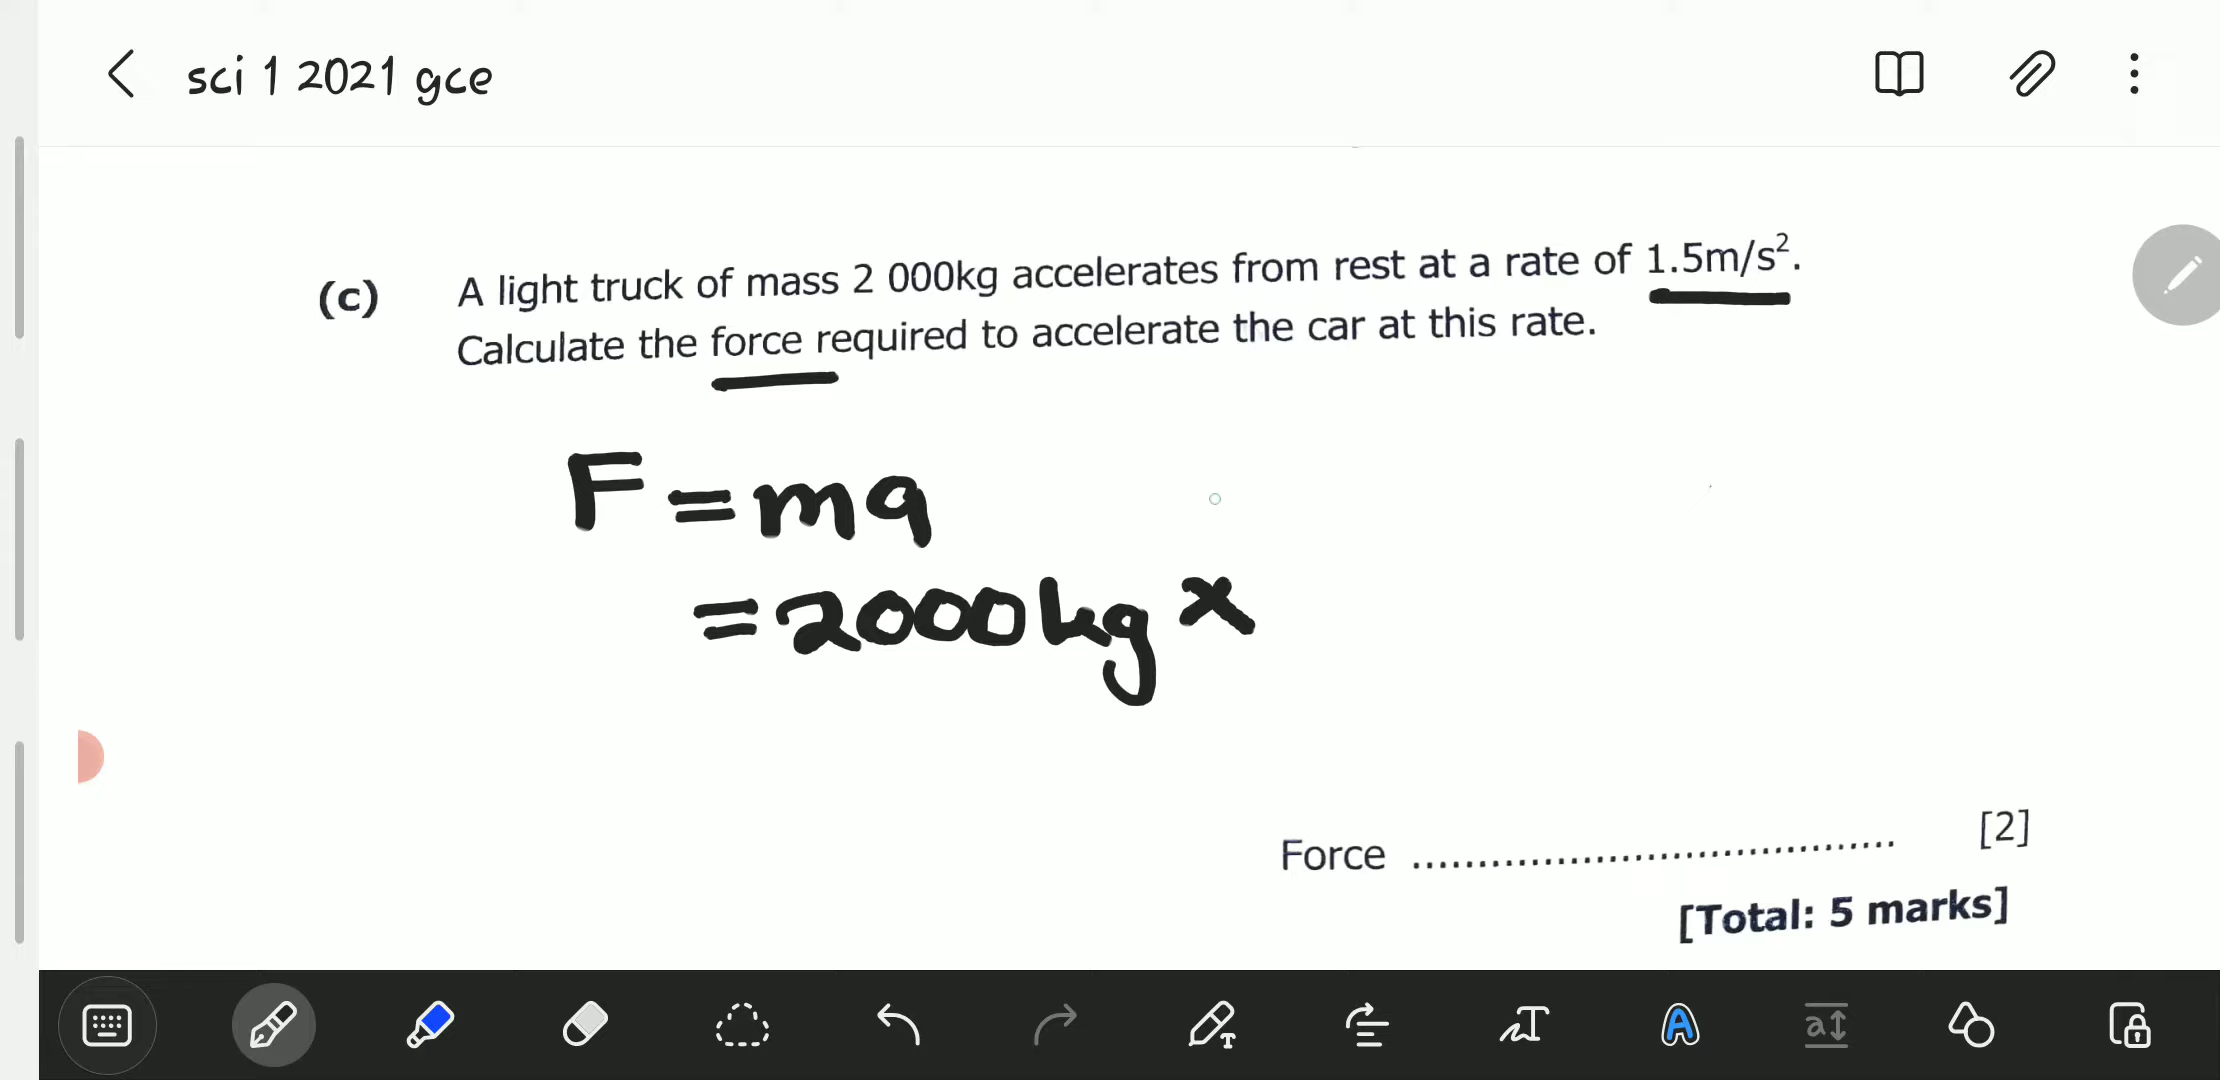 sci 1 2021 gce
(c) A light truck of mass 2 000kg accelerates from rest at a rate of 1.5m/s².
Calculate the force required to accelerate the car at this rate.
F = ma
= 2000kg ×
Force ..................................... [2]
[Total: 5 marks]